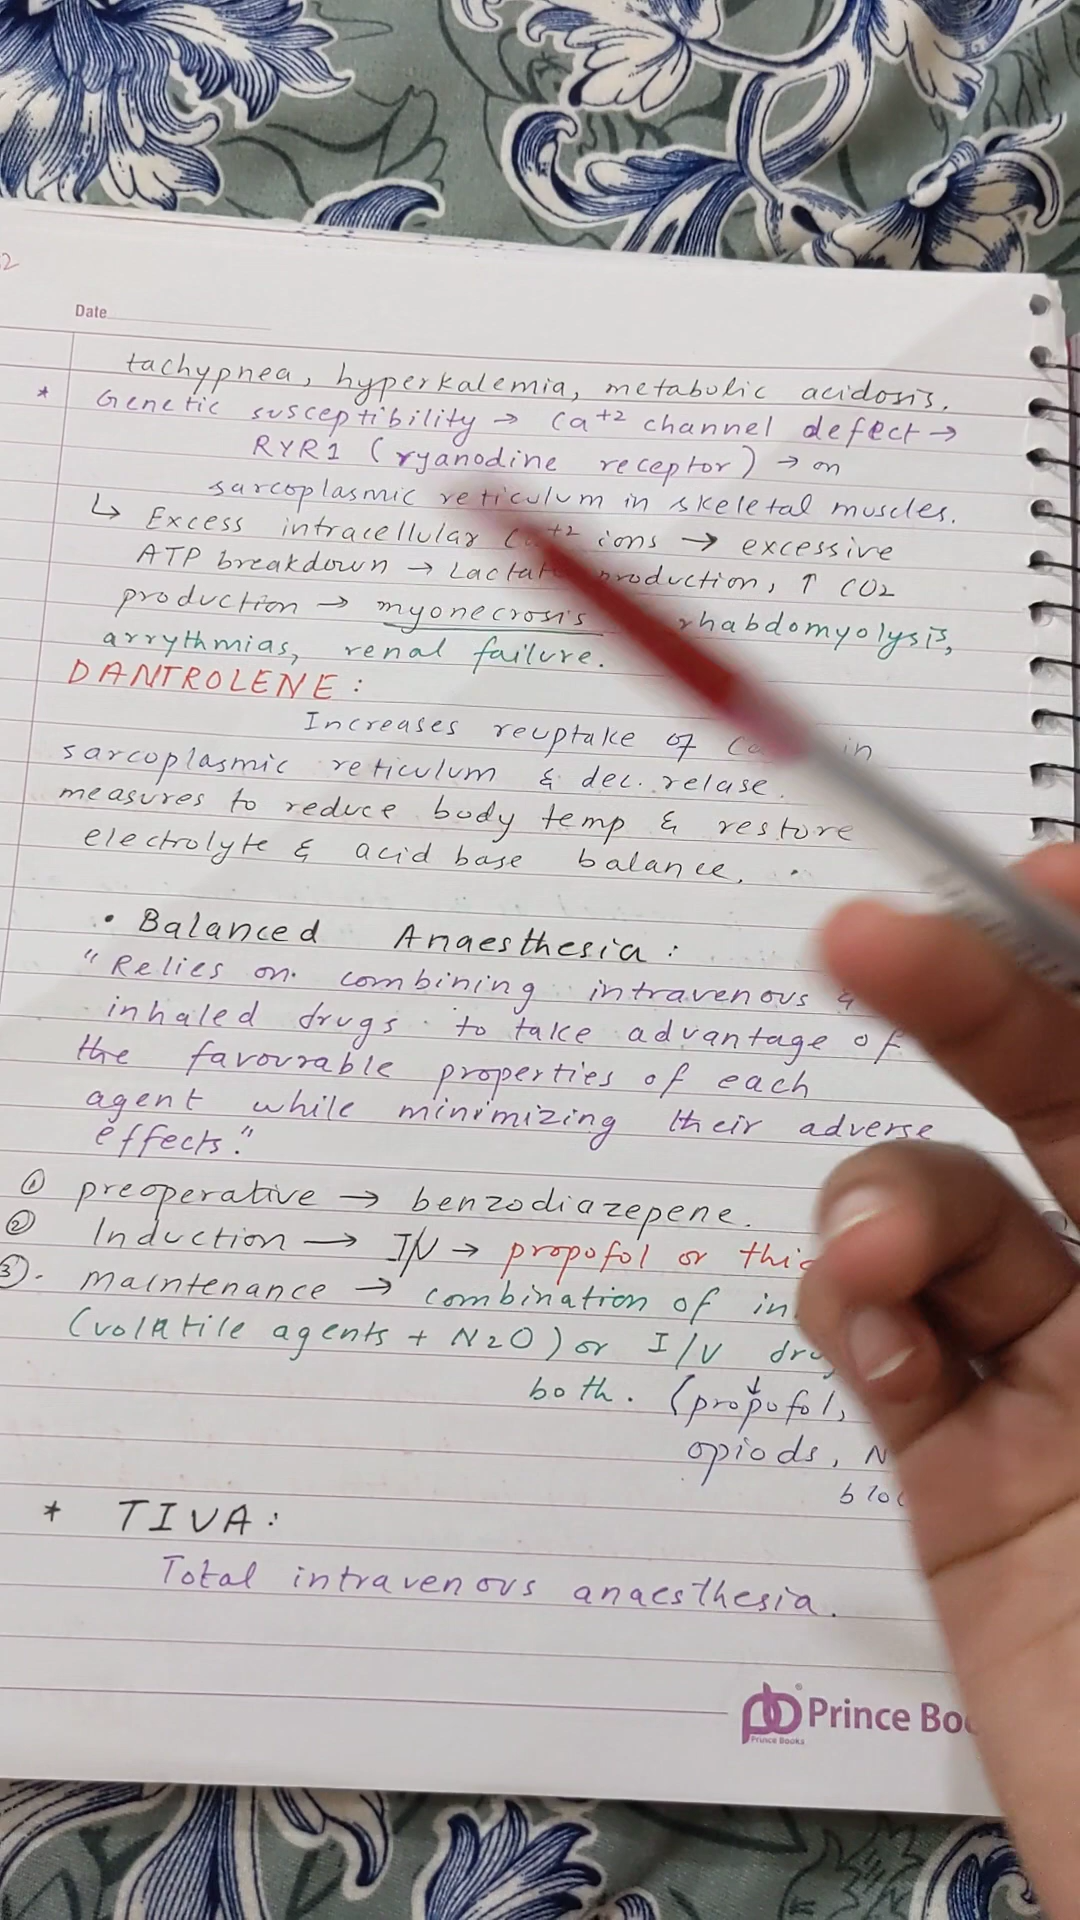 Date
tachypnea, hyperkalemia, metabolic acidosis.
* Genetic susceptibility → Ca+2 channel defect →
RYR1 (ryanodine receptor) → on
sarcoplasmic reticulum in skeletal muscles.
↳ Excess intracellular Ca+2 ions → excessive
ATP breakdown → Lactate production, ↑ CO2
production → myonecrosis rhabdomyolysis,
arrythmias, renal failure.
DANTROLENE :
Increases reuptake of in
sarcoplasmic reticulum & dec. relase.
measures to reduce body temp & restore
electrolyte & acid base balance.
• Balanced Anaesthesia :
"Relies on combining intravenous &
inhaled drugs to take advantage of
the favourable properties of each
agent while minimizing their adverse
effects."
① preoperative → benzodiazepene.
② Induction → I/V → propofol or
③. maintenance → combination of
(volatile agents + N2O) or I/V
both. (propofol,
opiods,
* TIVA :
Total intravenous anaesthesia.
Prince Books
Prince